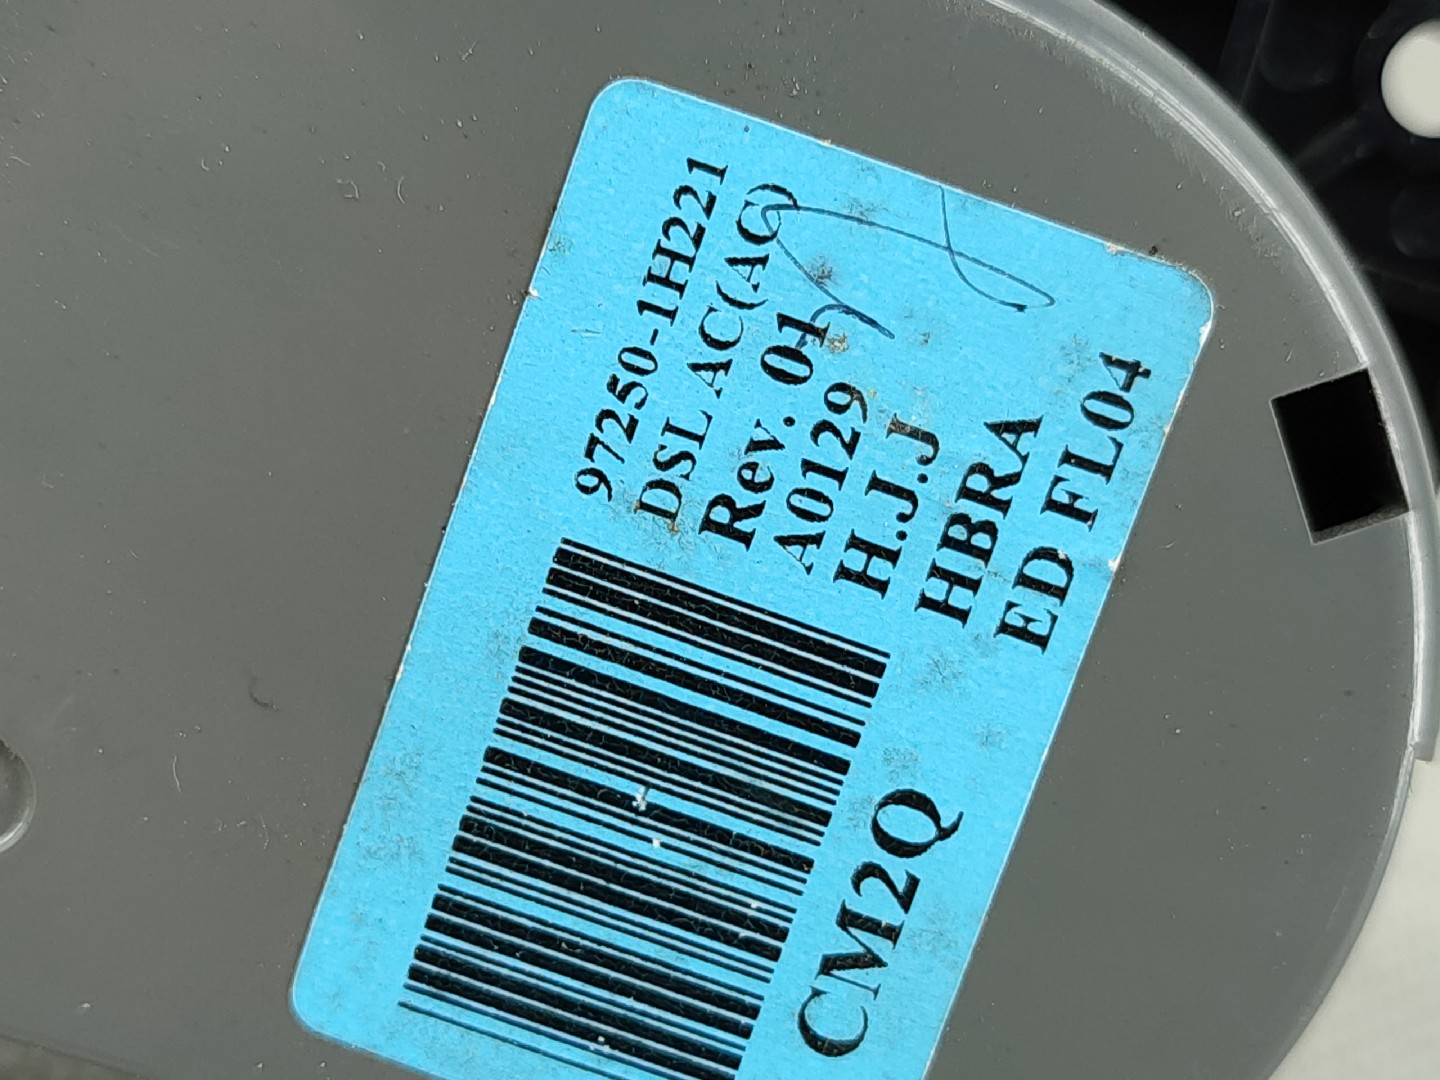 97250-1H221
DSL AC(AC)
Rev. 01
A0129
H.J.J
HBRA
ED FL04
CM2Q